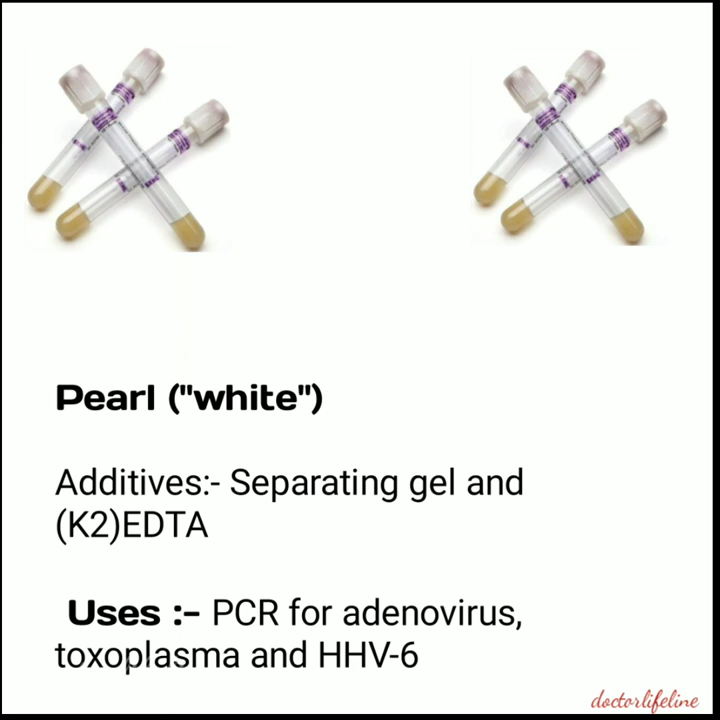 Pearl ("white")
Additives:- Separating gel and
(K2)EDTA
Uses :- PCR for adenovirus,
toxoplasma and HHV-6
doctorlifeline